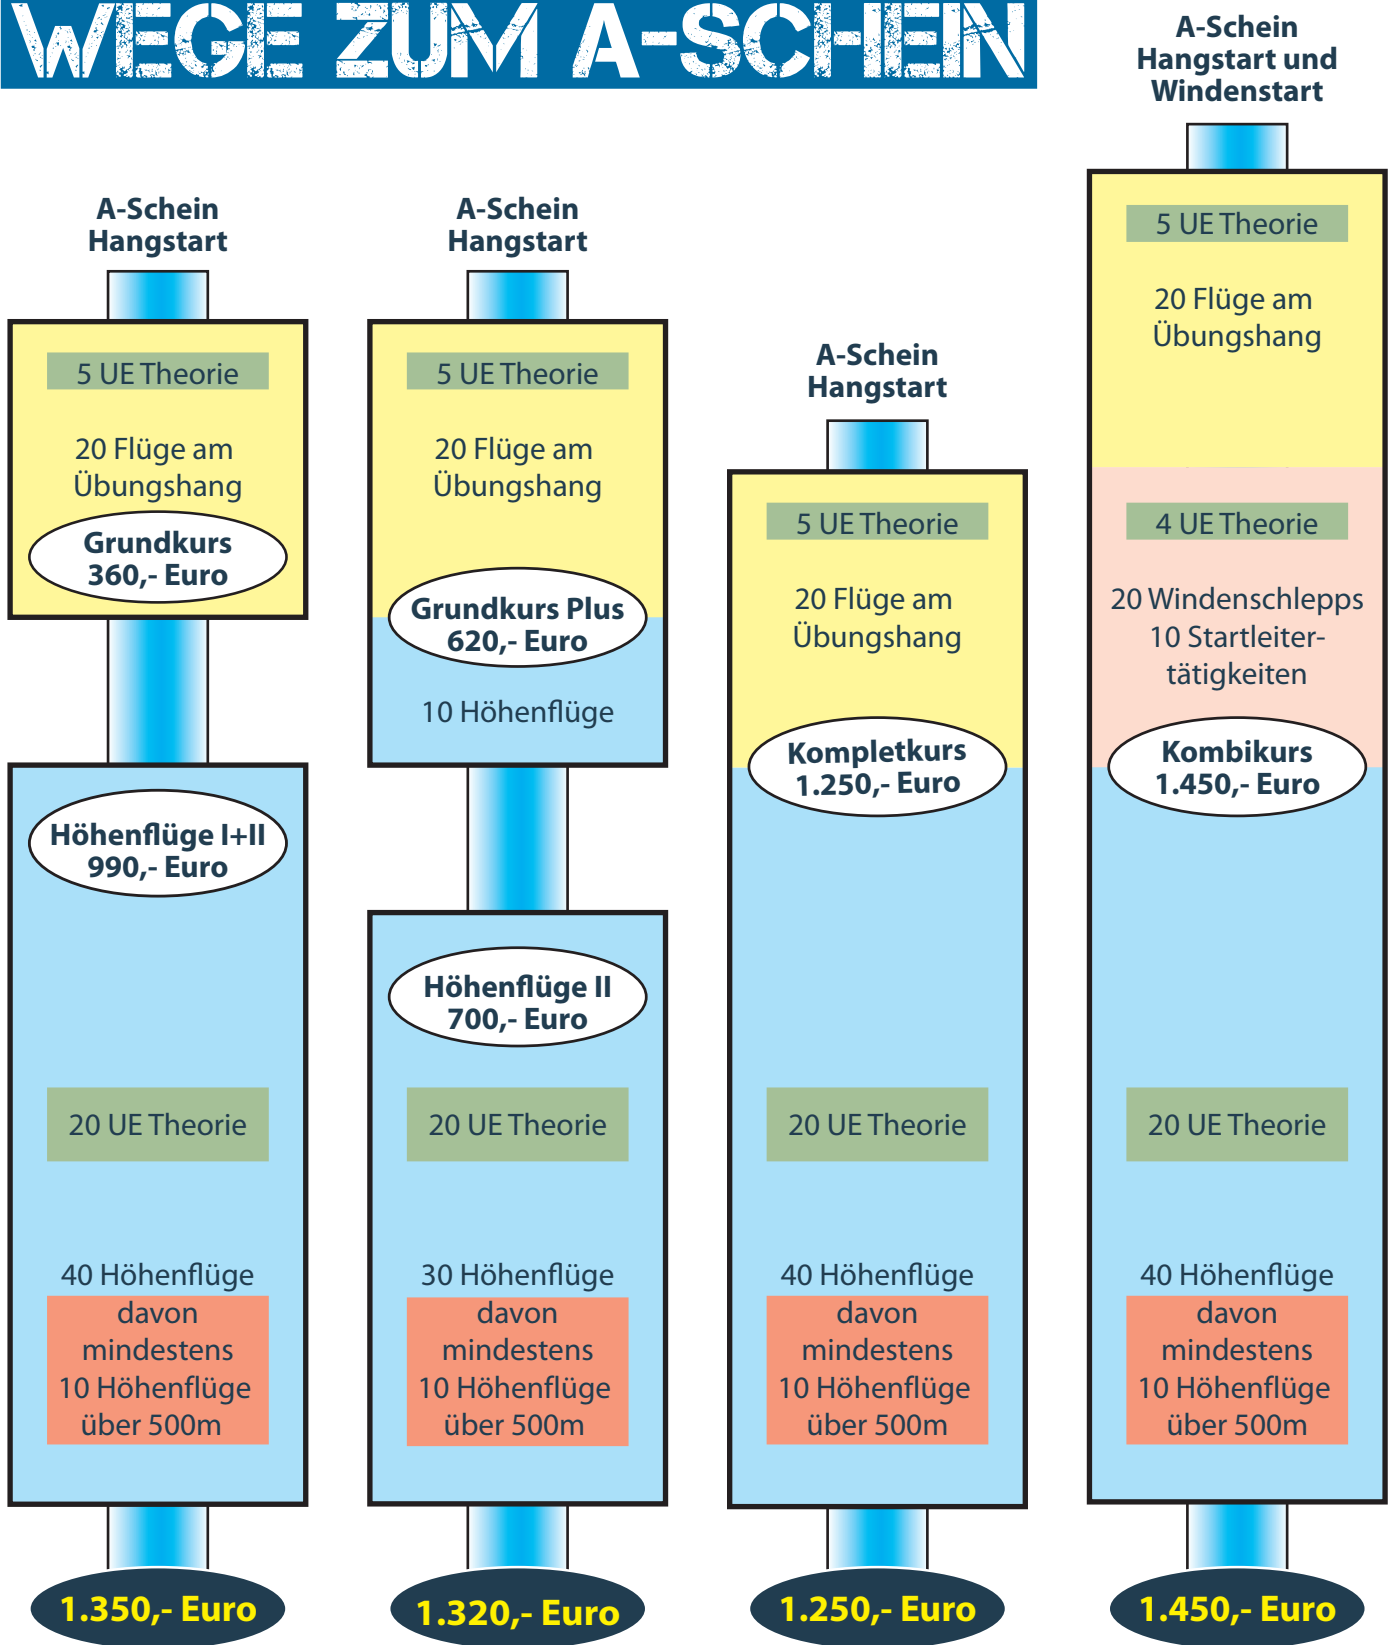 WEGE ZUM A-SCHEIN
A-Schein
Hangstart
5 UE Theorie
20 Flüge am
Übungshang
Grundkurs
360,- Euro
Höhenflüge I+II
990,- Euro
20 UE Theorie
40 Höhenflüge
davon
mindestens
10 Höhenflüge
über 500m
1.350,- Euro
A-Schein
Hangstart
5 UE Theorie
20 Flüge am
Übungshang
Grundkurs Plus
620,- Euro
10 Höhenflüge
Höhenflüge II
700,- Euro
20 UE Theorie
30 Höhenflüge
davon
mindestens
10 Höhenflüge
über 500m
1.320,- Euro
A-Schein
Hangstart
5 UE Theorie
20 Flüge am
Übungshang
Kompletkurs
1.250,- Euro
20 UE Theorie
40 Höhenflüge
davon
mindestens
10 Höhenflüge
über 500m
1.250,- Euro
A-Schein
Hangstart und
Windenstart
5 UE Theorie
20 Flüge am
Übungshang
4 UE Theorie
20 Windenschlepps
10 Startleiter-
tätigkeiten
Kombikurs
1.450,- Euro
20 UE Theorie
40 Höhenflüge
davon
mindestens
10 Höhenflüge
über 500m
1.450,- Euro